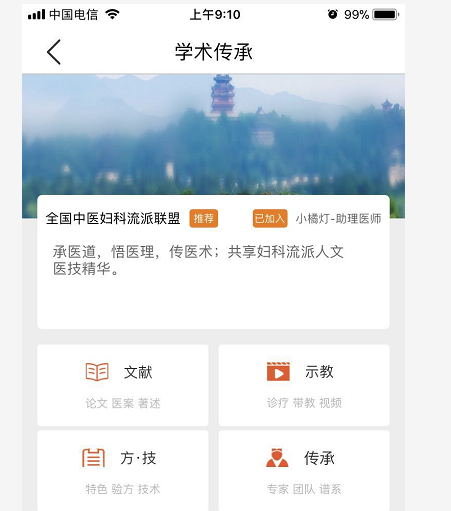 中国电信 上午9:10 99%
学术传承
全国中医妇科流派联盟 推荐 已加入 小橘灯-助理医师
承医道，悟医理，传医术；共享妇科流派人文
医技精华。
文献 示教
论文 医案 著述 诊疗 带教 视频
方·技 传承
特色 验方 技术 专家 团队 谱系